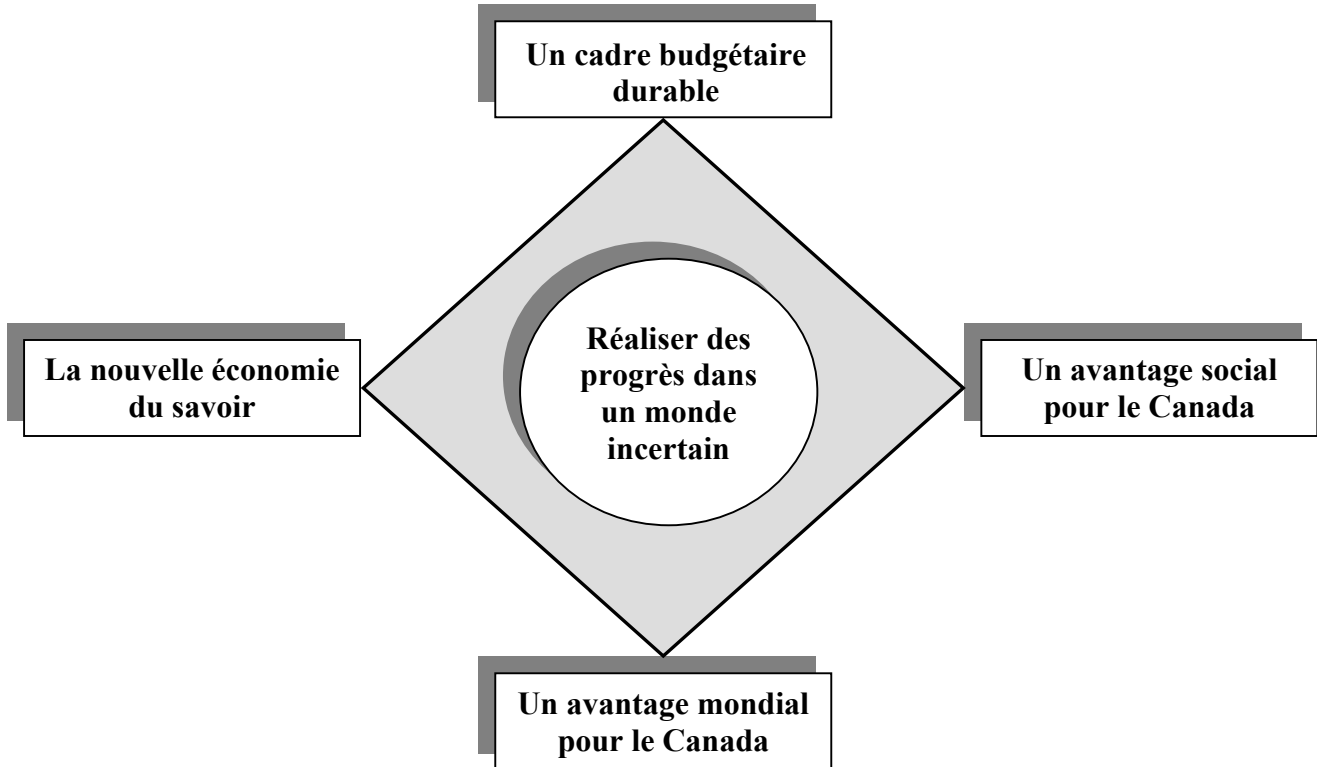 Un cadre budgétaire
durable
La nouvelle économie
du savoir
Réaliser des
progrès dans
un monde
incertain
Un avantage social
pour le Canada
Un avantage mondial
pour le Canada